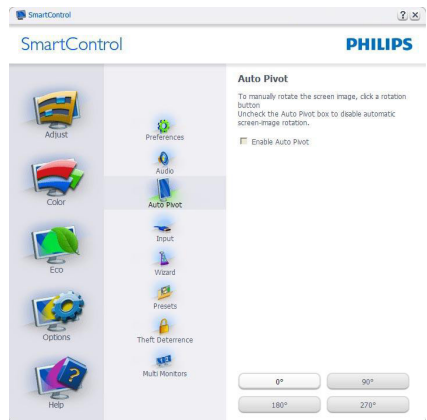 SmartControl
SmartControl
PHILIPS
Adjust
Color
Eco
Options
Help
Preferences
Audio
Auto Pivot
Input
Wizard
Presets
Theft Deterrence
Multi Monitors
Auto Pivot
To manually rotate the screen image, click a rotation
button
Uncheck the Auto Pivot box to disable automatic
screen-image rotation.
Enable Auto Pivot
0°
90°
180°
270°